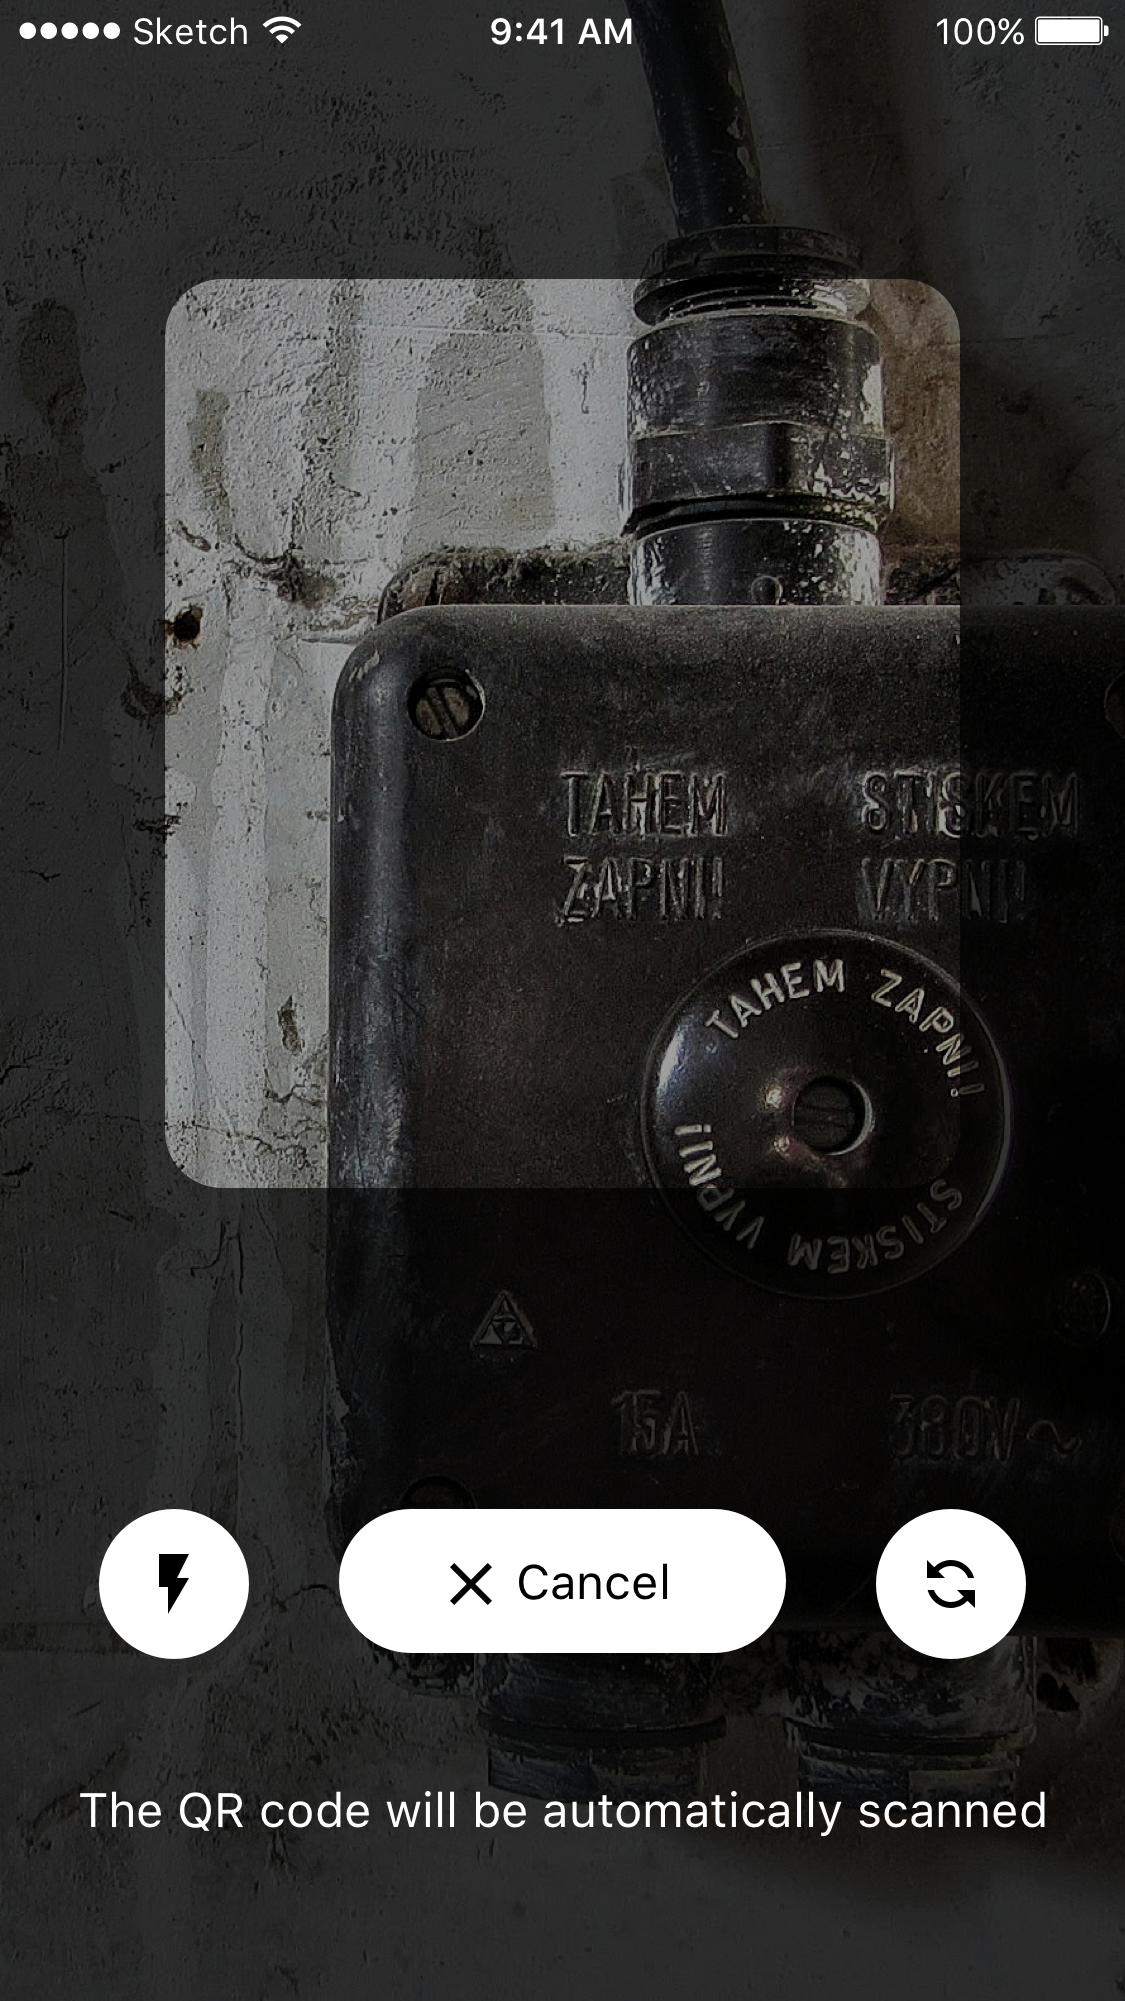 Sketch 9:41 AM 100%
TAHEM STISKEM
ZAPNI! VYPNI!
TAHEM ZAPNI!
STISKEM VYPNI!
15A 380V~
Cancel
The QR code will be automatically scanned